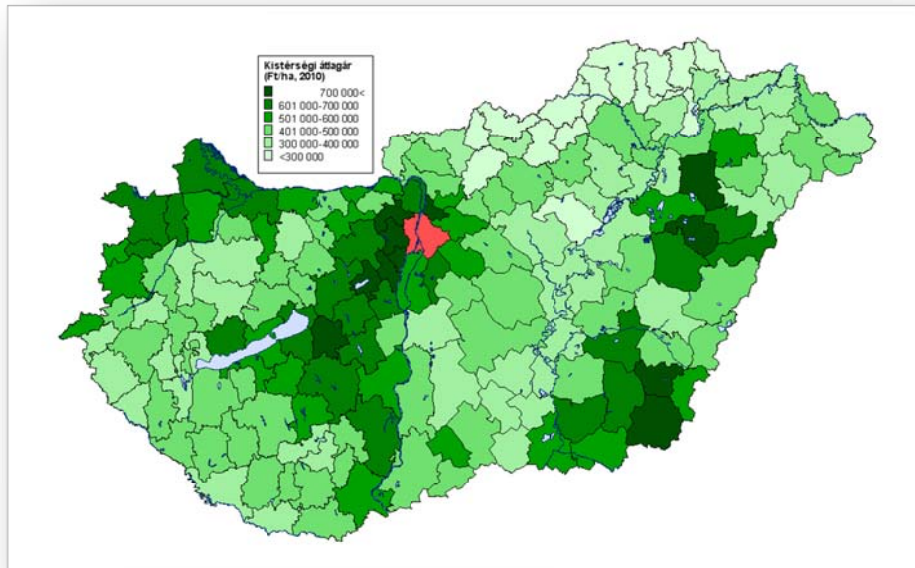 Kistérségi átlagár
(Ft/ha, 2010)
700 000<
601 000-700 000
501 000-600 000
401 000-500 000
300 000-400 000
<300 000